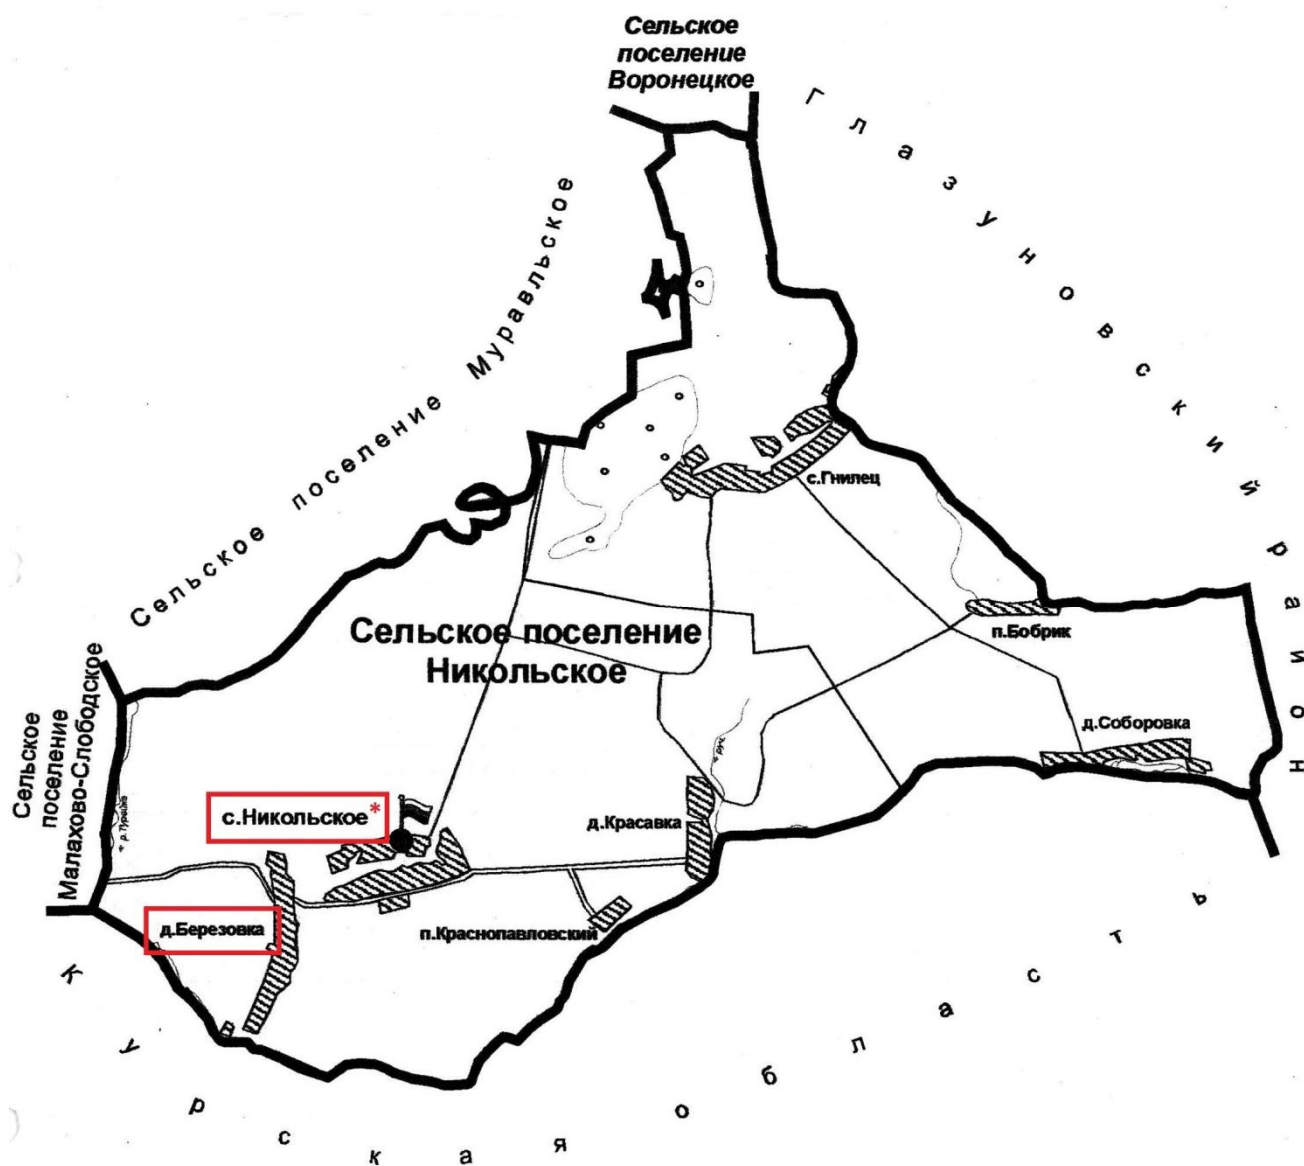 Сельское
поселение
Воронецкое
Глазуновский район
Сельское поселение Муравльское
с.Гнилец
Сельское поселение
Никольское
п.Бобрик
Сельское
поселение
Малахово-Слободское
д.Соборовка
с.Никольское*
д.Красавка
д.Березовка
п.Краснопавловский
Курская область